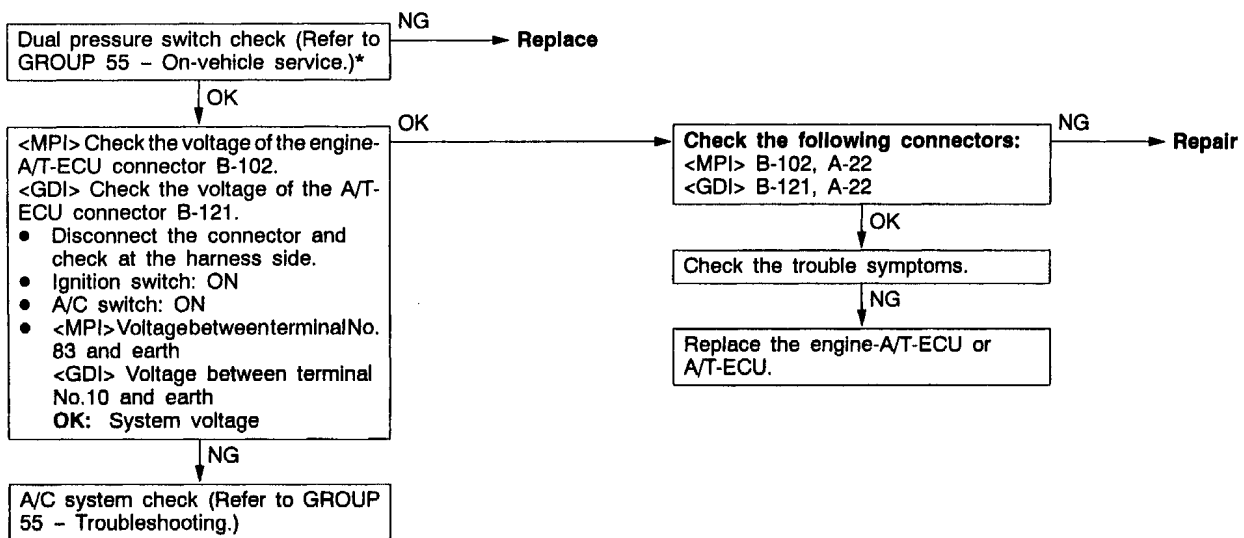 NG
Dual pressure switch check (Refer to
GROUP 55 – On-vehicle service.)*
Replace
OK
<MPI> Check the voltage of the engine-
A/T-ECU connector B-102.
<GDI> Check the voltage of the A/T-
ECU connector B-121.
● Disconnect the connector and
check at the harness side.
● Ignition switch: ON
● A/C switch: ON
● <MPI> Voltage between terminal No.
83 and earth
<GDI> Voltage between terminal
No.10 and earth
OK: System voltage
OK
Check the following connectors:
<MPI> B-102, A-22
<GDI> B-121, A-22
NG
Repair
OK
Check the trouble symptoms.
NG
Replace the engine-A/T-ECU or
A/T-ECU.
NG
A/C system check (Refer to GROUP
55 – Troubleshooting.)